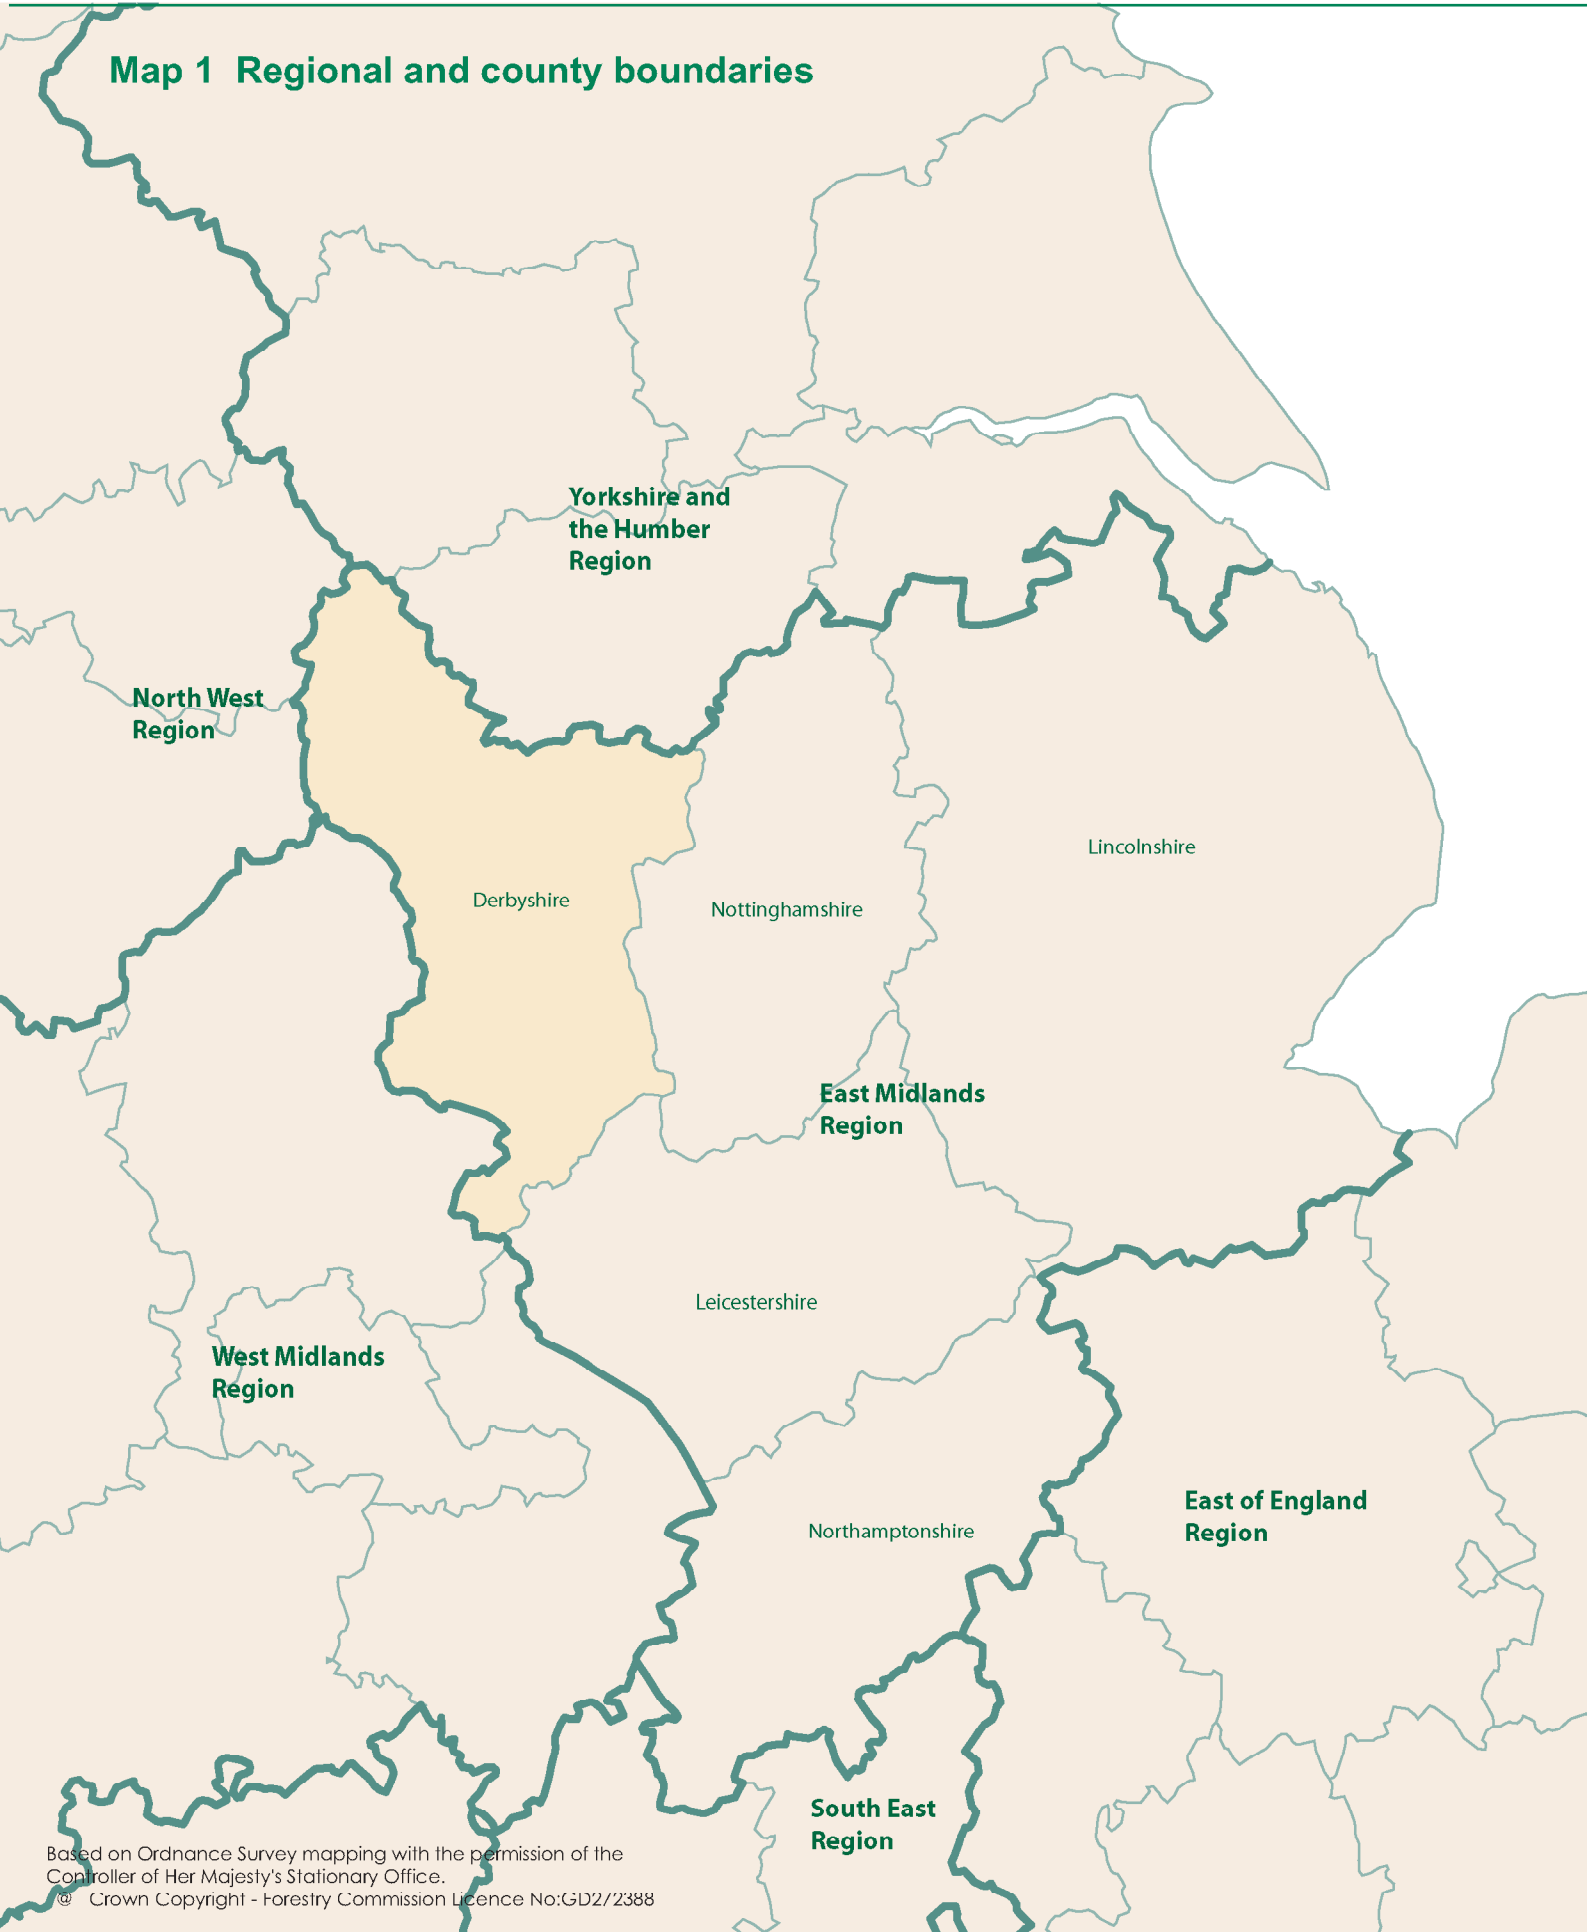 Map 1 Regional and county boundaries
Yorkshire and
the Humber
Region
North West
Region
Lincolnshire
Derbyshire
Nottinghamshire
East Midlands
Region
Leicestershire
West Midlands
Region
East of England
Region
Northamptonshire
South East
Region
Based on Ordnance Survey mapping with the permission of the
Controller of Her Majesty's Stationary Office.
@ Crown Copyright - Forestry Commission Licence No:GD272388